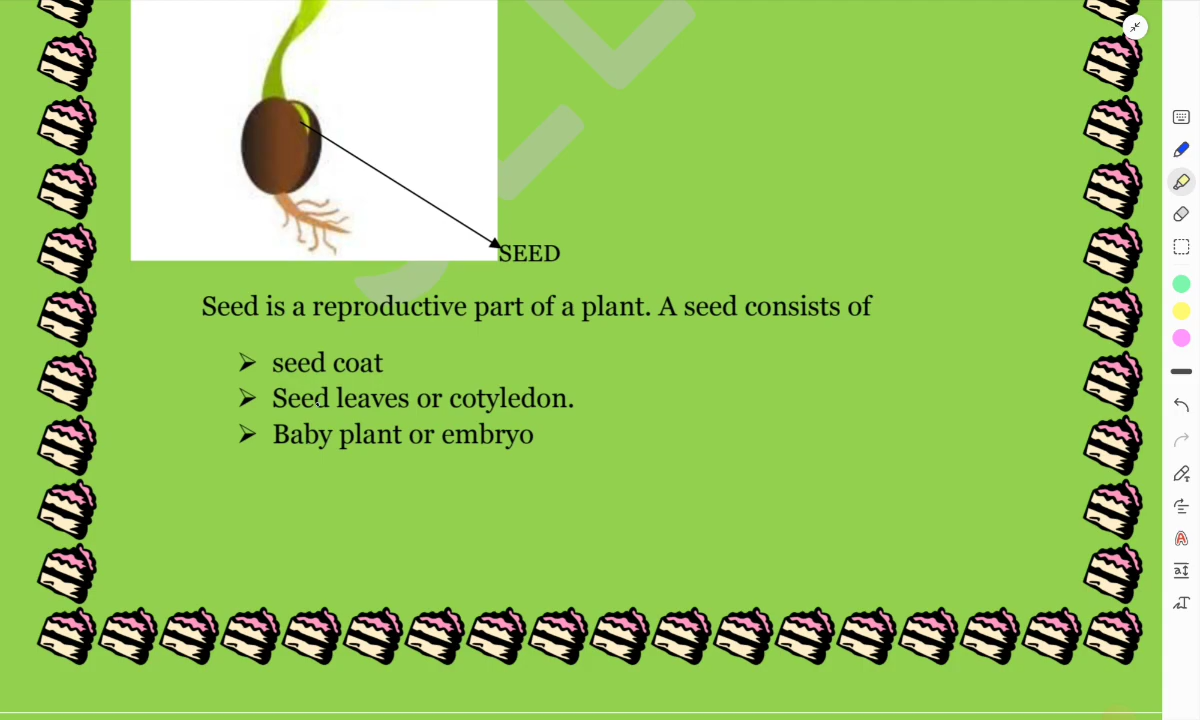 SEED
Seed is a reproductive part of a plant. A seed consists of
➢ seed coat
➢ Seed leaves or cotyledon.
➢ Baby plant or embryo